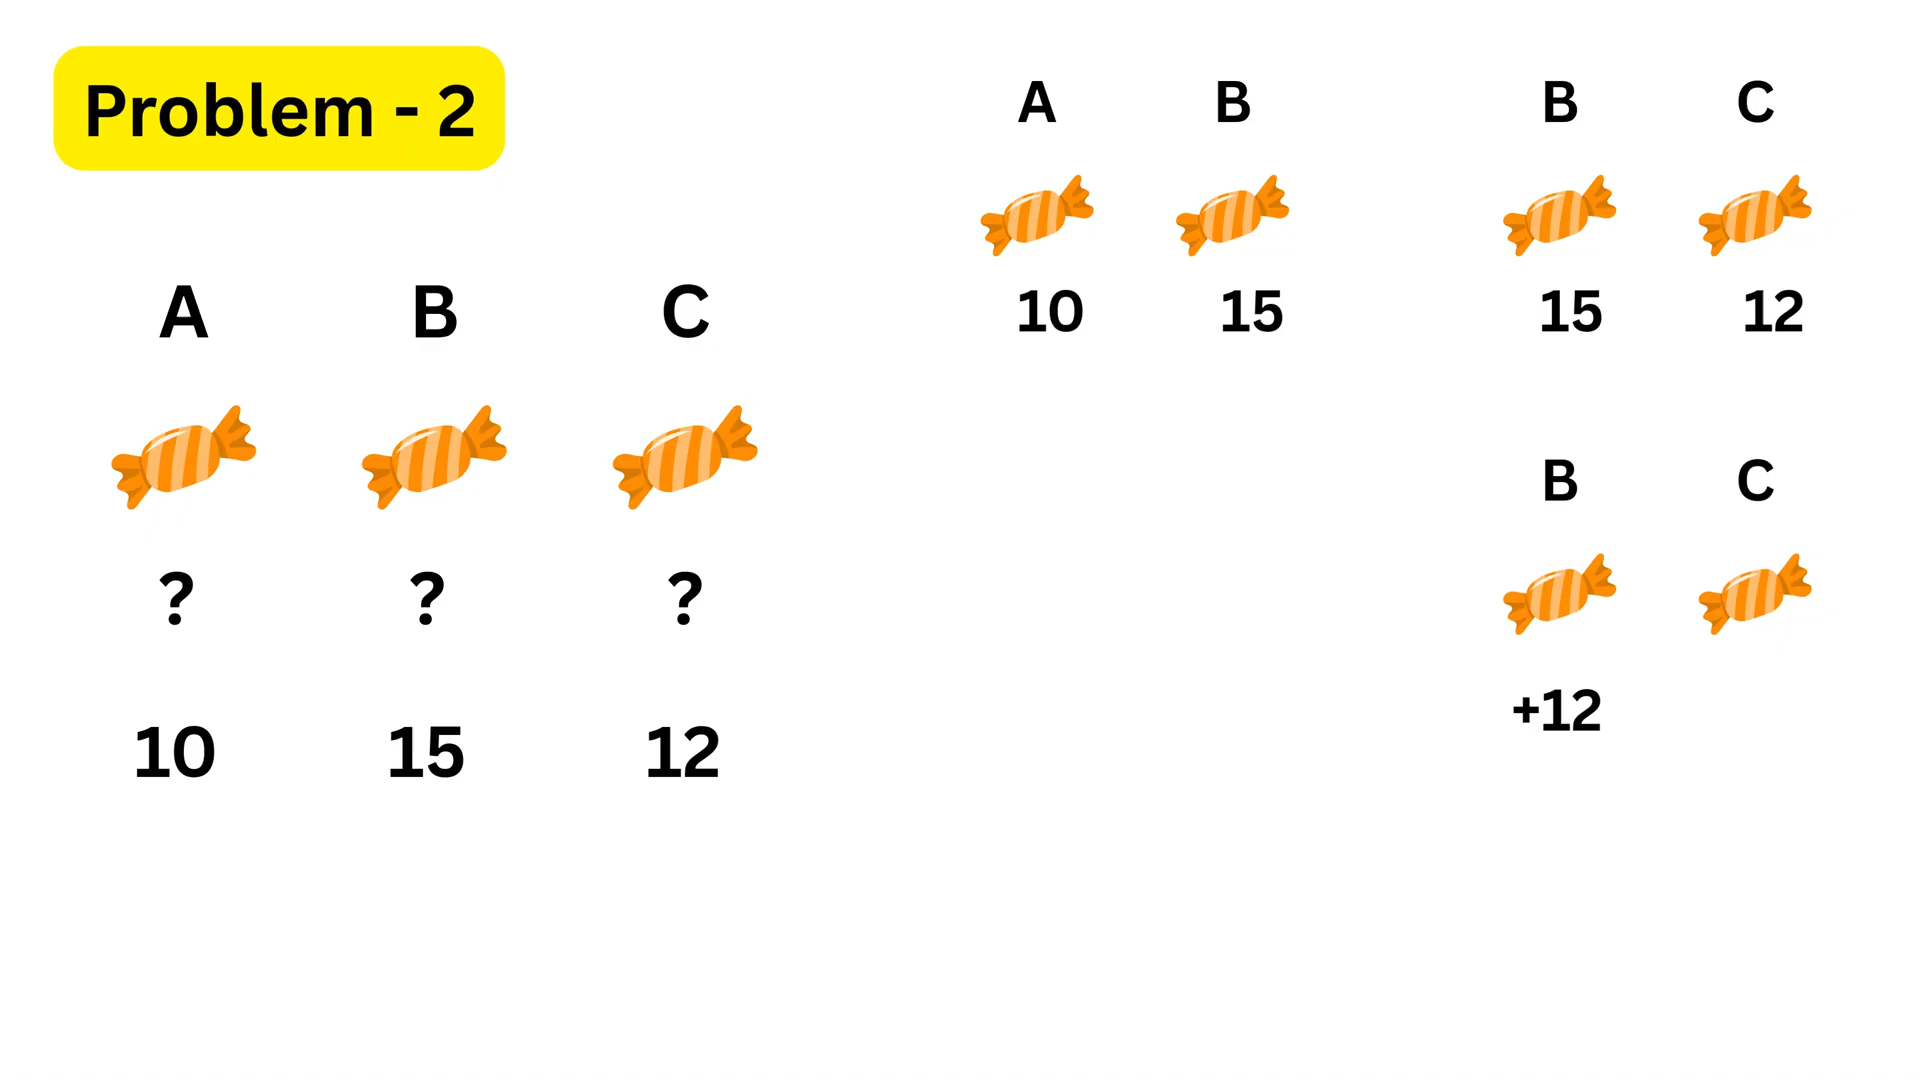 Problem - 2
A B C
? ? ?
10 15 12
A B
10 15
B C
15 12
B C
+12